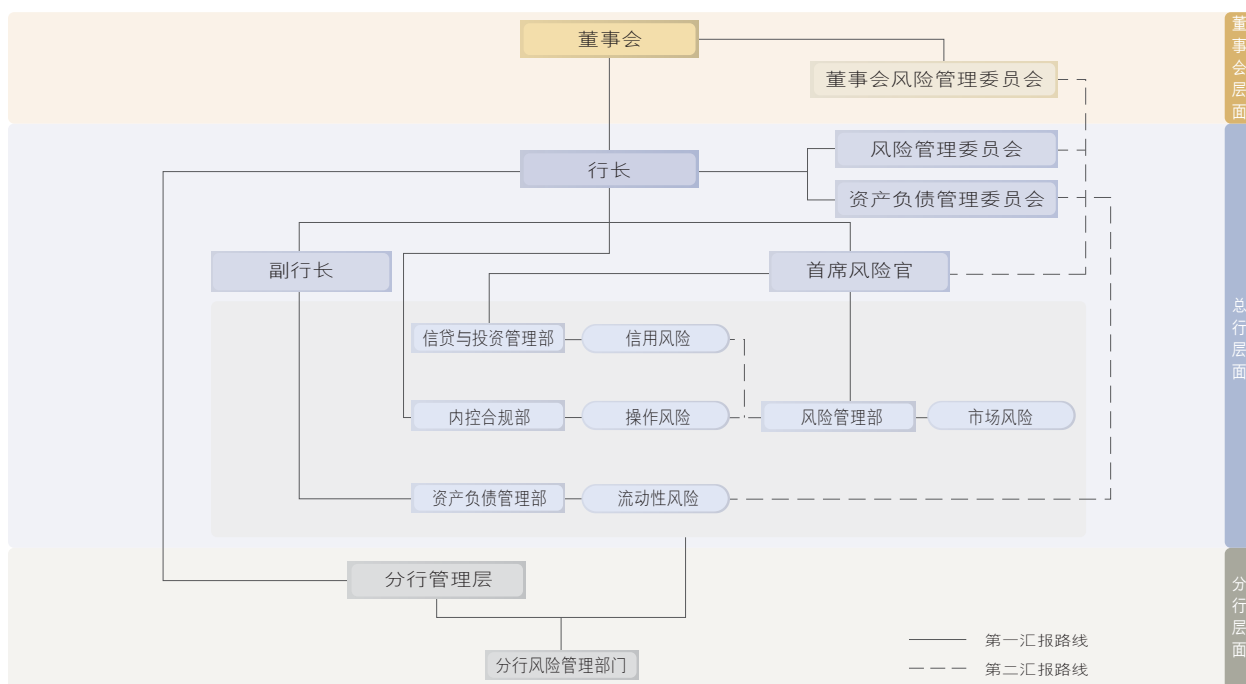 董事会
董事会风险管理委员会
董事会层面
行长
风险管理委员会
资产负债管理委员会
副行长
首席风险官
信贷与投资管理部
信用风险
内控合规部
操作风险
风险管理部
市场风险
资产负债管理部
流动性风险
总行层面
分行管理层
分行风险管理部门
分行层面
第一汇报路线
第二汇报路线